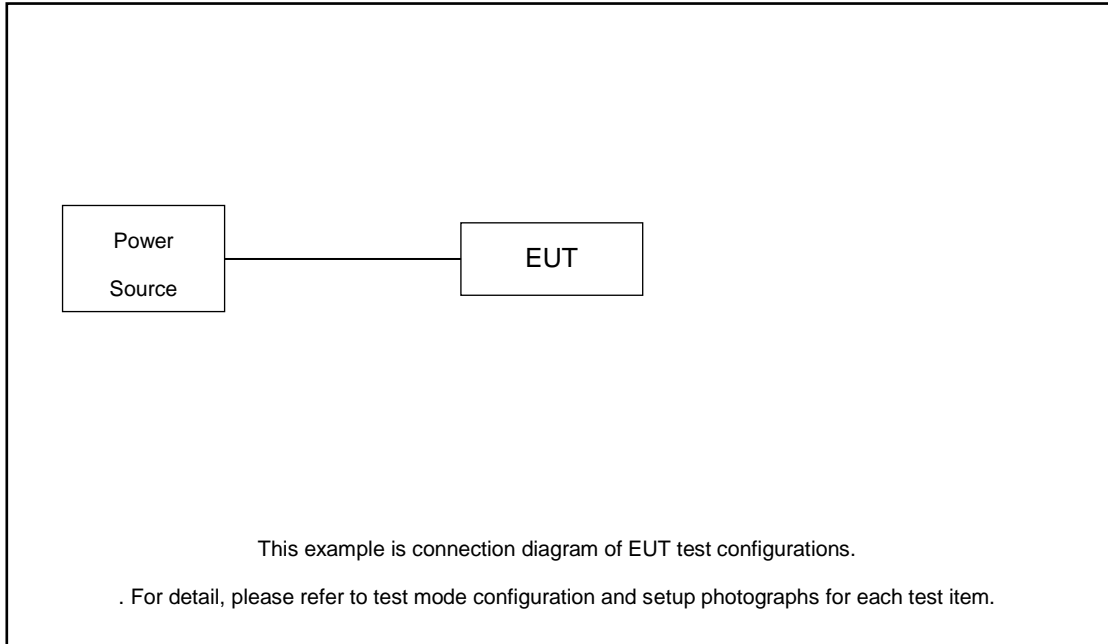 Power
Source
EUT
This example is connection diagram of EUT test configurations.
. For detail, please refer to test mode configuration and setup photographs for each test item.